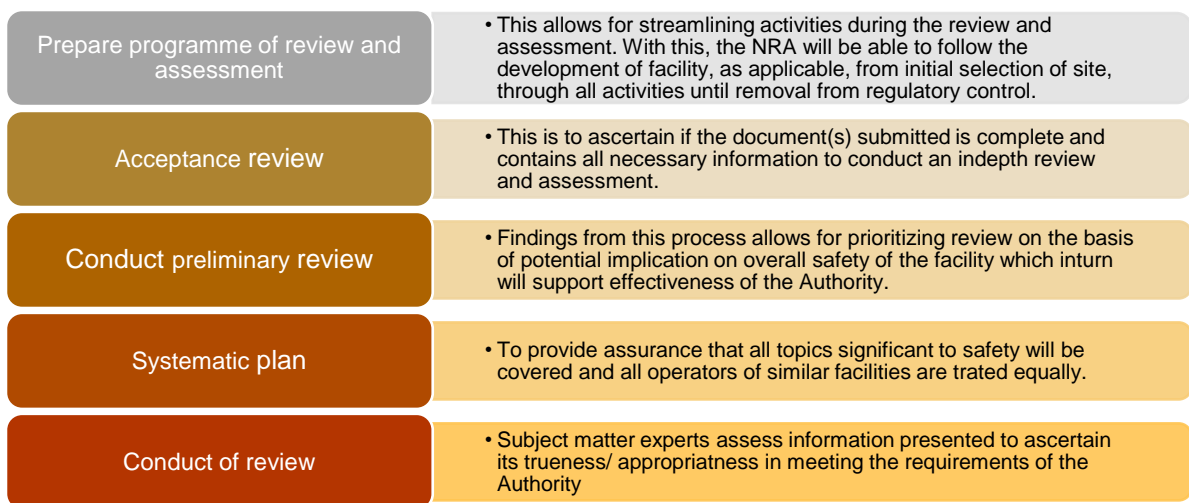 Prepare programme of review and
assessment
• This allows for streamlining activities during the review and
assessment. With this, the NRA will be able to follow the
development of facility, as applicable, from initial selection of site,
through all activities until removal from regulatory control.
Acceptance review
• This is to ascertain if the document(s) submitted is complete and
contains all necessary information to conduct an indepth review
and assessment.
Conduct preliminary review
• Findings from this process allows for prioritizing review on the basis
of potential implication on overall safety of the facility which inturn
will support effectiveness of the Authority.
Systematic plan
• To provide assurance that all topics significant to safety will be
covered and all operators of similar facilities are trated equally.
Conduct of review
• Subject matter experts assess information presented to ascertain
its trueness/ appropriatness in meeting the requirements of the
Authority